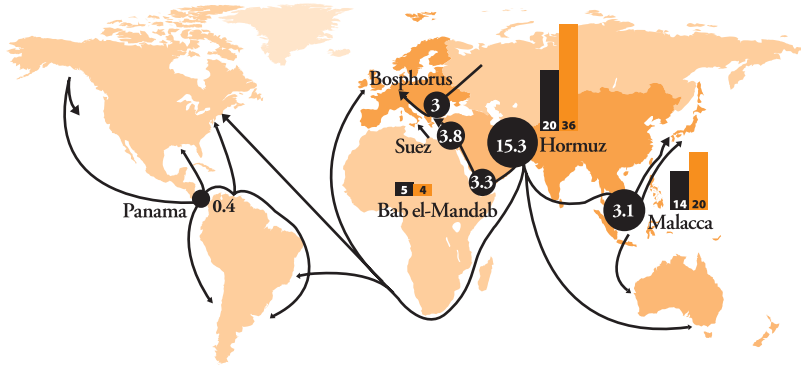 Bosphorus
3
3.8
Suez
15.3
Hormuz
20 36
3.3
5 4
Bab el-Mandab
Panama
0.4
3.1
Malacca
14 20